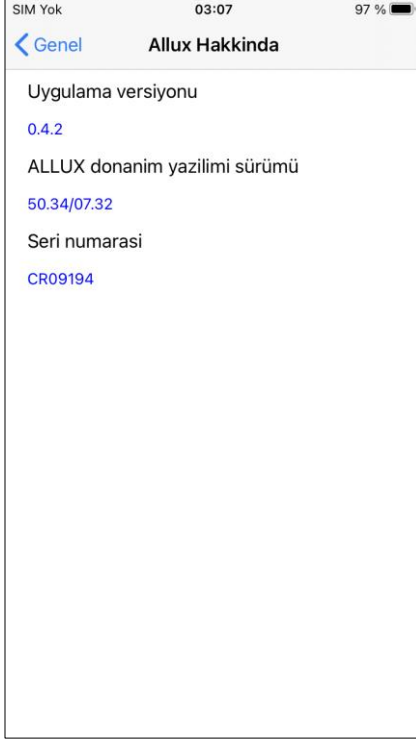 SIM Yok 03:07 97 %
Genel Allux Hakkinda
Uygulama versiyonu
0.4.2
ALLUX donanim yazilimi sürümü
50.34/07.32
Seri numarasi
CR09194